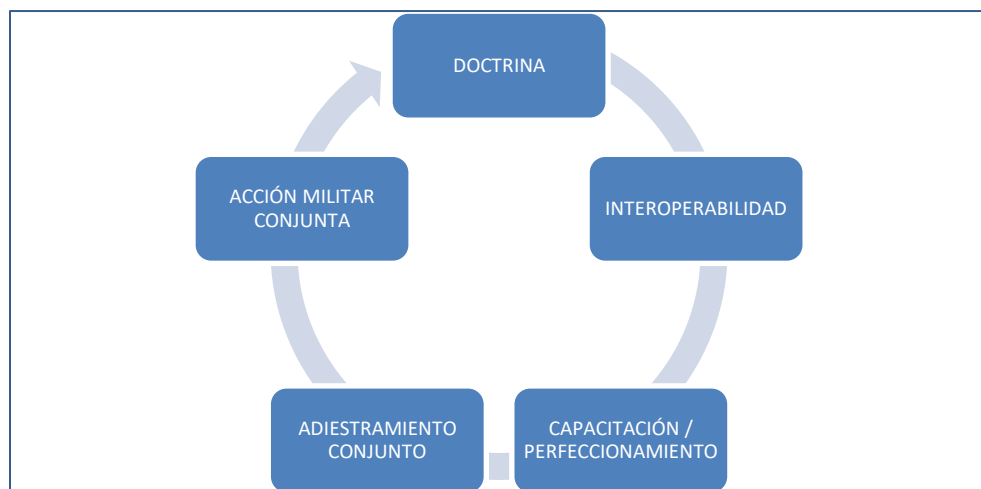 DOCTRINA
INTEROPERABILIDAD
CAPACITACIÓN /
PERFECCIONAMIENTO
ADIESTRAMIENTO
CONJUNTO
ACCIÓN MILITAR
CONJUNTA